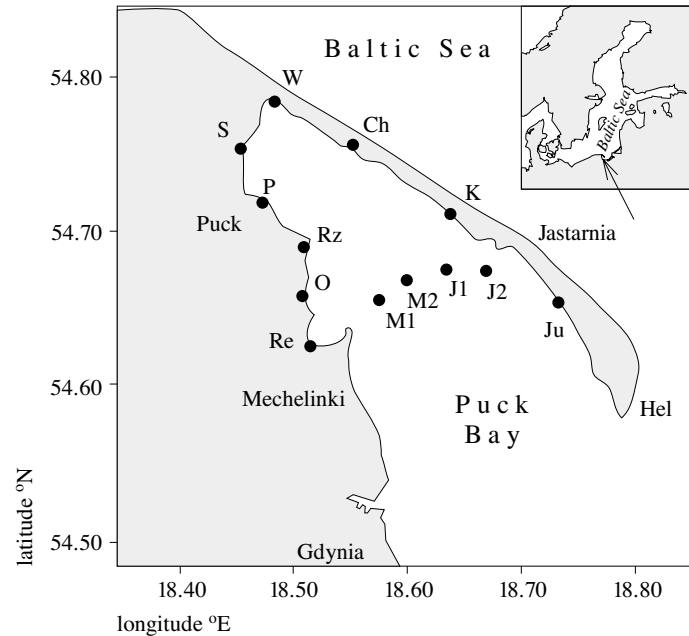 Baltic Sea
Baltic Sea
54.80
W
S
Ch
P
K
Puck
Rz
Jastarnia
54.70
O
J1
J2
M2
M1
Ju
Re
54.60
Mechelinki
Puck
Bay
Hel
latitude ºN
54.50
Gdynia
18.40
18.50
18.60
18.70
18.80
longitude ºE